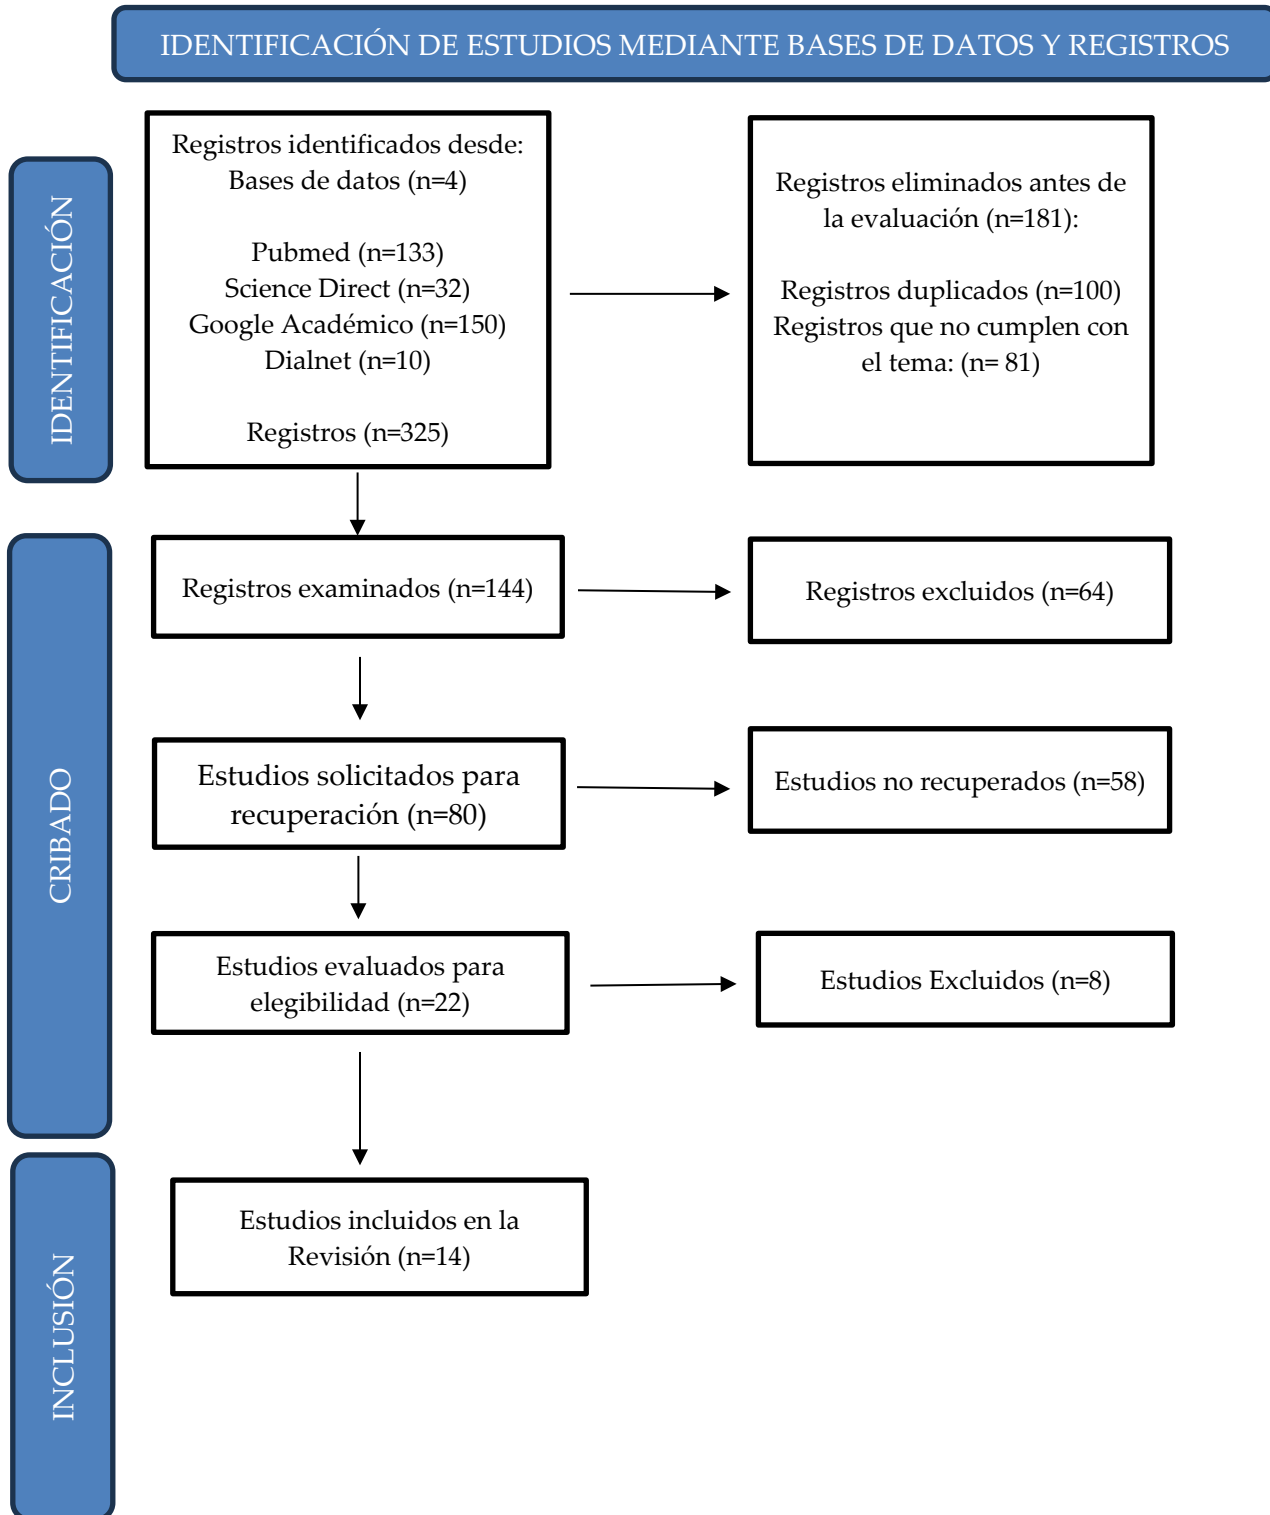 IDENTIFICACIÓN DE ESTUDIOS MEDIANTE BASES DE DATOS Y REGISTROS
IDENTIFICACIÓN
Registros identificados desde:
Bases de datos (n=4)
Pubmed (n=133)
Science Direct (n=32)
Google Académico (n=150)
Dialnet (n=10)
Registros (n=325)
Registros eliminados antes de
la evaluación (n=181):
Registros duplicados (n=100)
Registros que no cumplen con
el tema: (n= 81)
CRIBADO
Registros examinados (n=144)
Registros excluidos (n=64)
Estudios solicitados para
recuperación (n=80)
Estudios no recuperados (n=58)
Estudios evaluados para
elegibilidad (n=22)
Estudios Excluidos (n=8)
INCLUSIÓN
Estudios incluidos en la
Revisión (n=14)